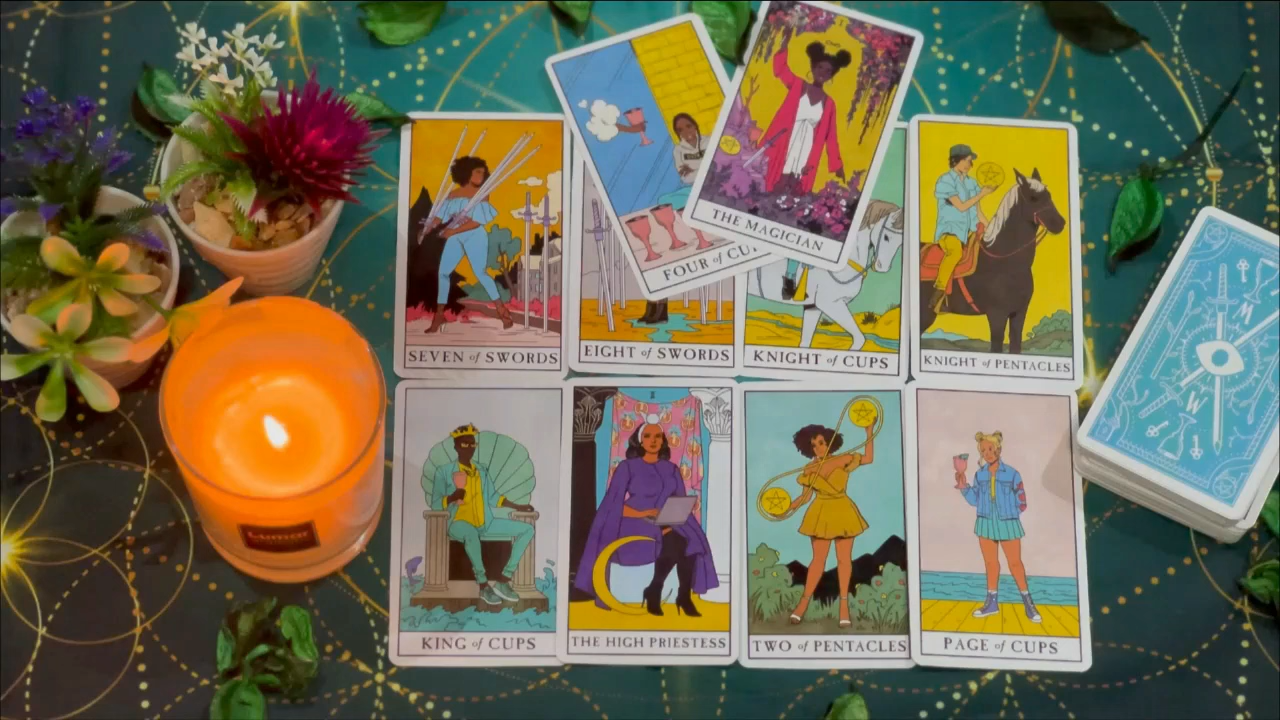 THE MAGICIAN
FOUR of CU
SEVEN of SWORDS
EIGHT of SWORDS
KNIGHT of CUPS
KNIGHT of PENTACLES
II
KING of CUPS
THE HIGH PRIESTESS
TWO of PENTACLES
PAGE of CUPS